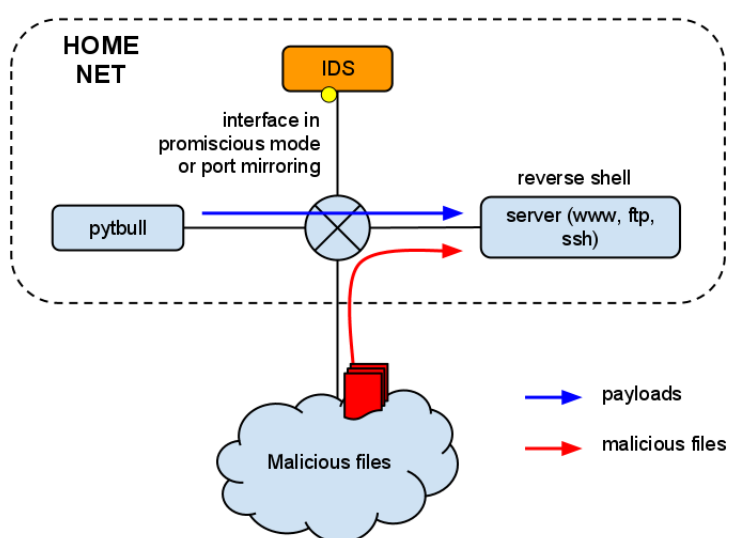 HOME
NET
IDS
interface in
promiscious mode
or port mirroring
reverse shell
pytbull
server (www, ftp,
ssh)
payloads
malicious files
Malicious files